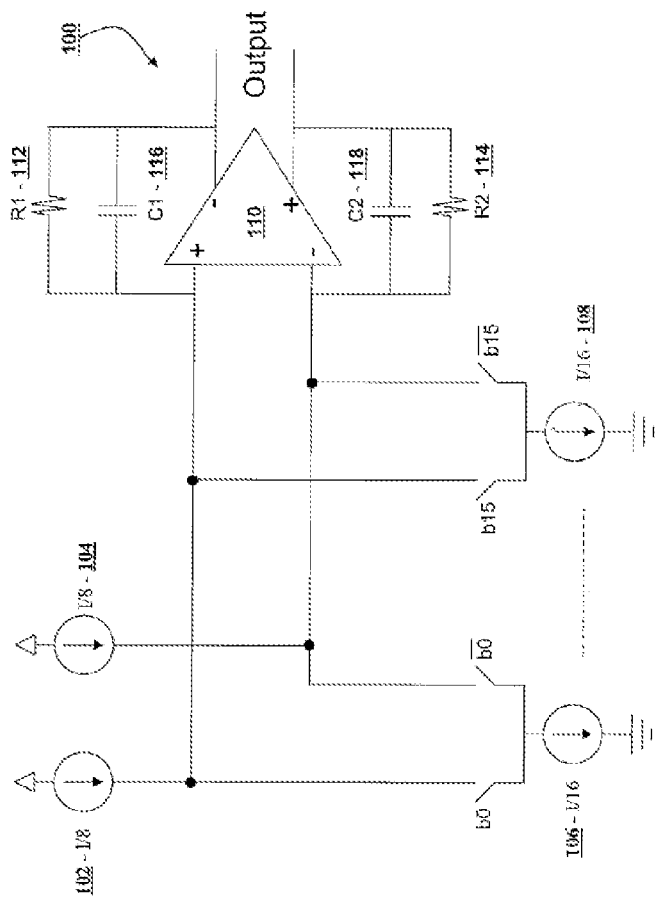 100
R1 - 112
C1 - 116
Output
+
-
110
-
+
C2 - 118
R2 - 114
I/8 - 104
102 - I/8
b0
b0
b15
b15
106 - I/16
I/16 - 108